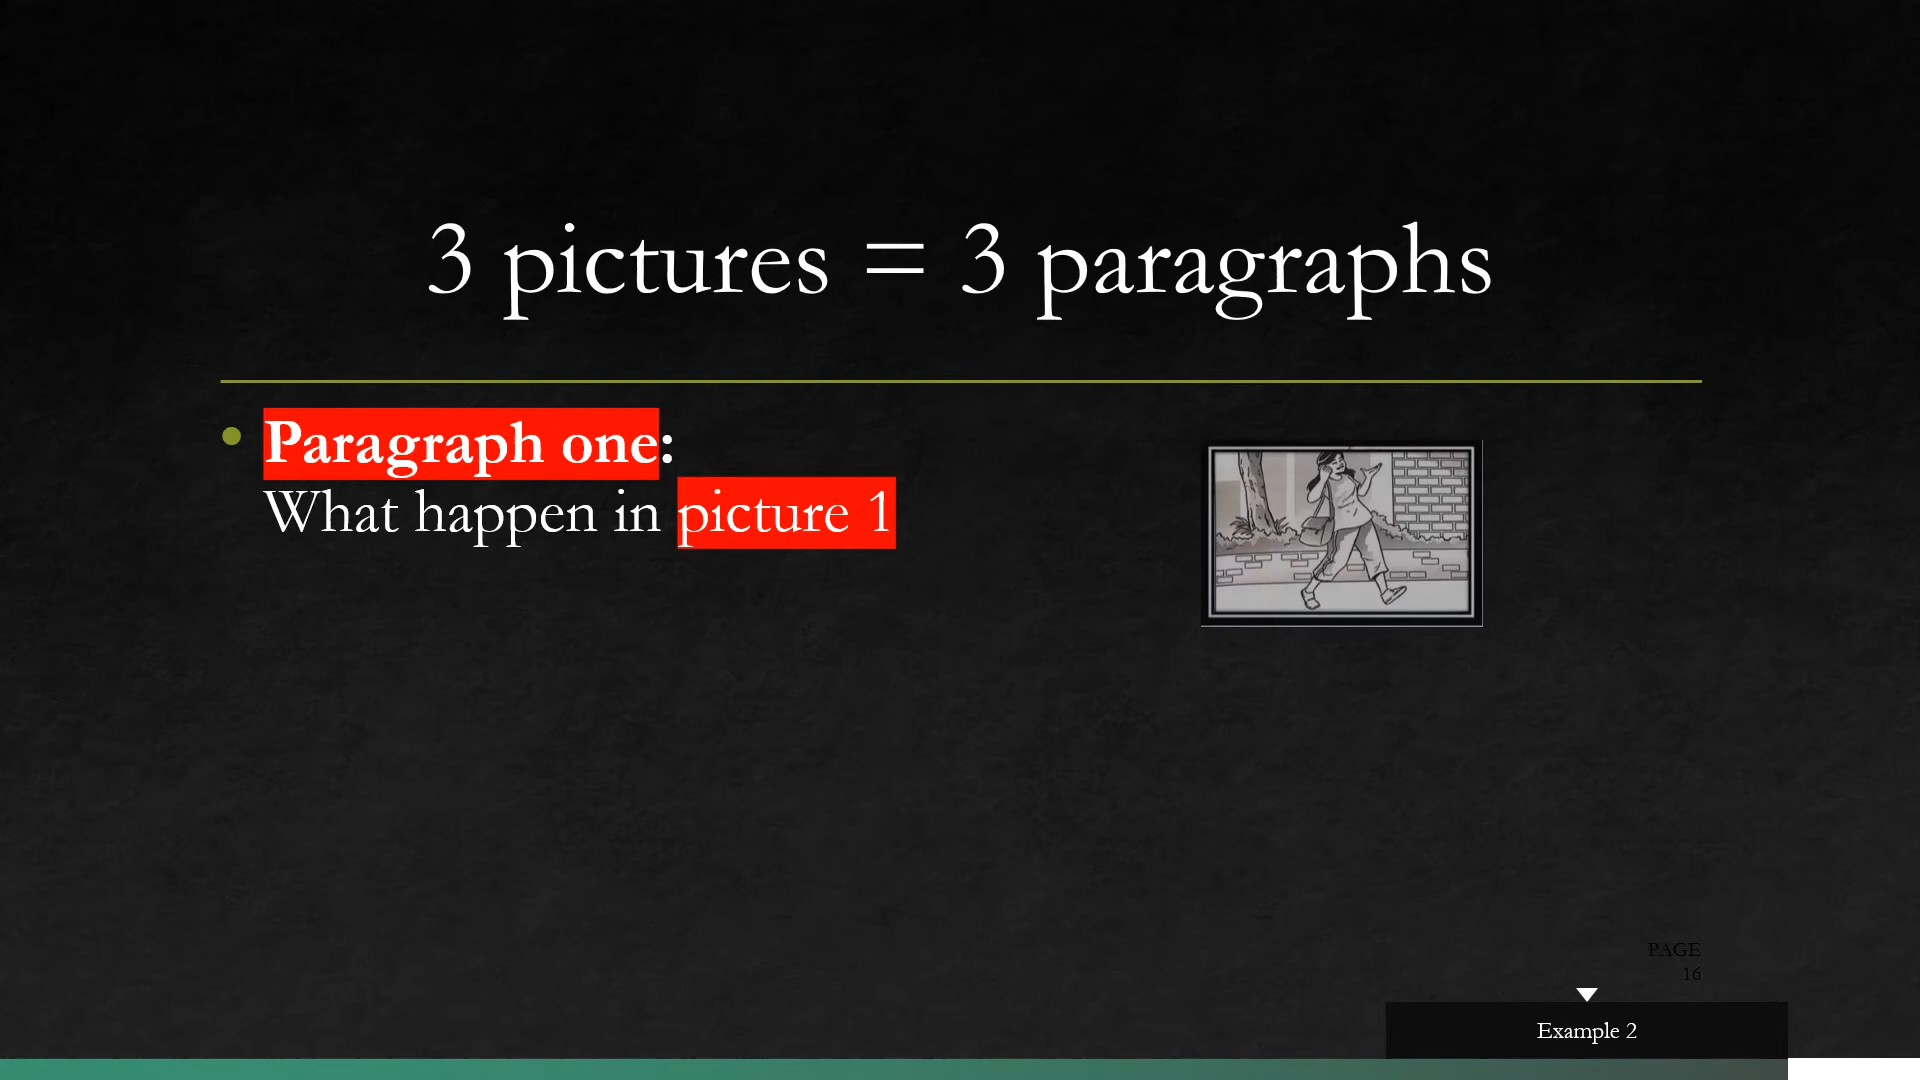 3 pictures = 3 paragraphs
Paragraph one:
What happen in picture 1
PAGE
16
Example 2